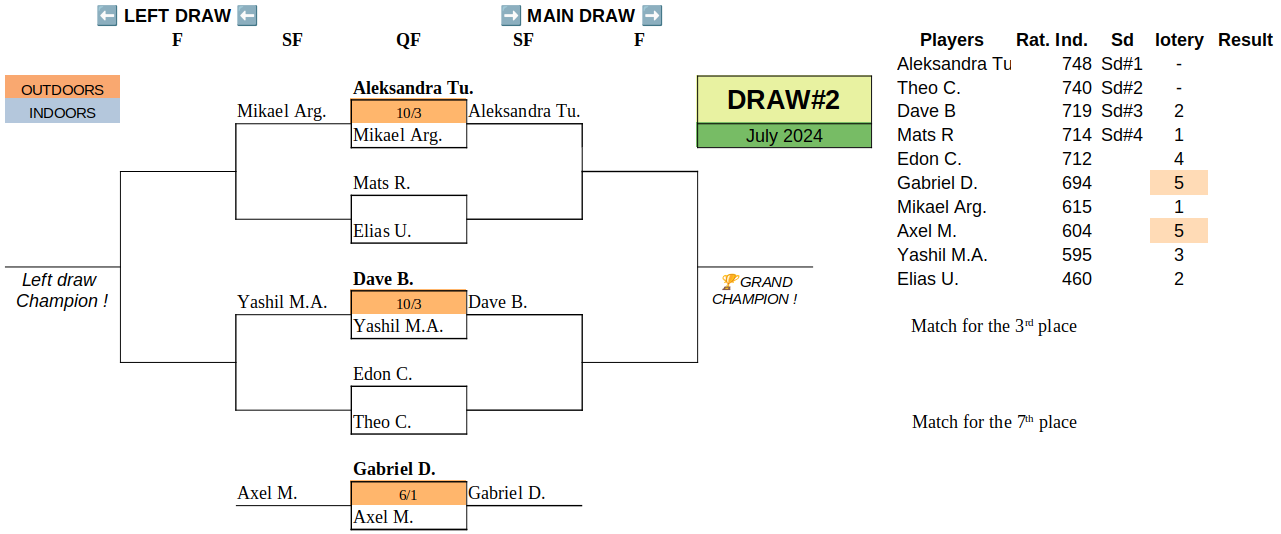 ⬅ LEFT DRAW ⬅
➡ MAIN DRAW ➡
F SF QF SF F
Players Rat. Ind. Sd lotery Result
OUTDOORS
INDOORS
Aleksandra Tu.
Mikael Arg. 10/3 Aleksandra Tu.
Mikael Arg.
Mats R.
Elias U.
Dave B.
Yashil M.A. 10/3 Dave B.
Yashil M.A.
Edon C.
Theo C.
Gabriel D.
Axel M. 6/1 Gabriel D.
Axel M.
Left draw
Champion !
🏆GRAND
CHAMPION !
DRAW#2
July 2024
Aleksandra Tu 748 Sd#1 -
Theo C. 740 Sd#2 -
Dave B 719 Sd#3 2
Mats R 714 Sd#4 1
Edon C. 712 4
Gabriel D. 694 5
Mikael Arg. 615 1
Axel M. 604 5
Yashil M.A. 595 3
Elias U. 460 2
Match for the 3rd place
Match for the 7th place